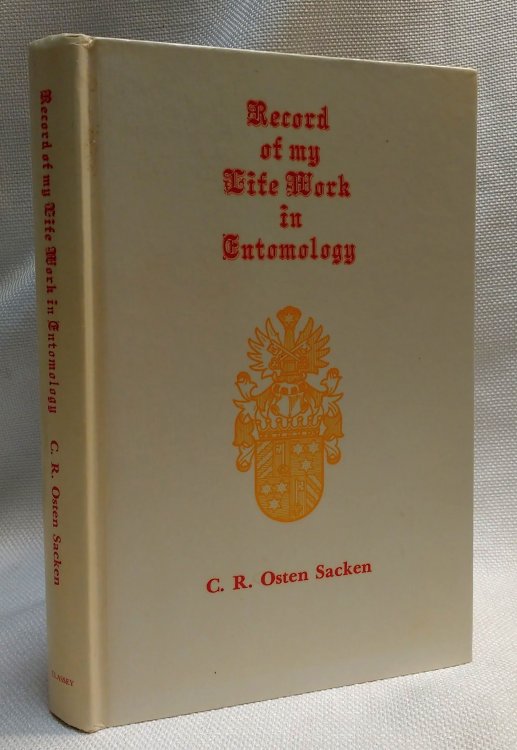 Record
of my
Life Work
in
Entomology
C. R. Osten Sacken
Record of my Life Work in Entomology
C. R. Osten Sacken
CLASSEY